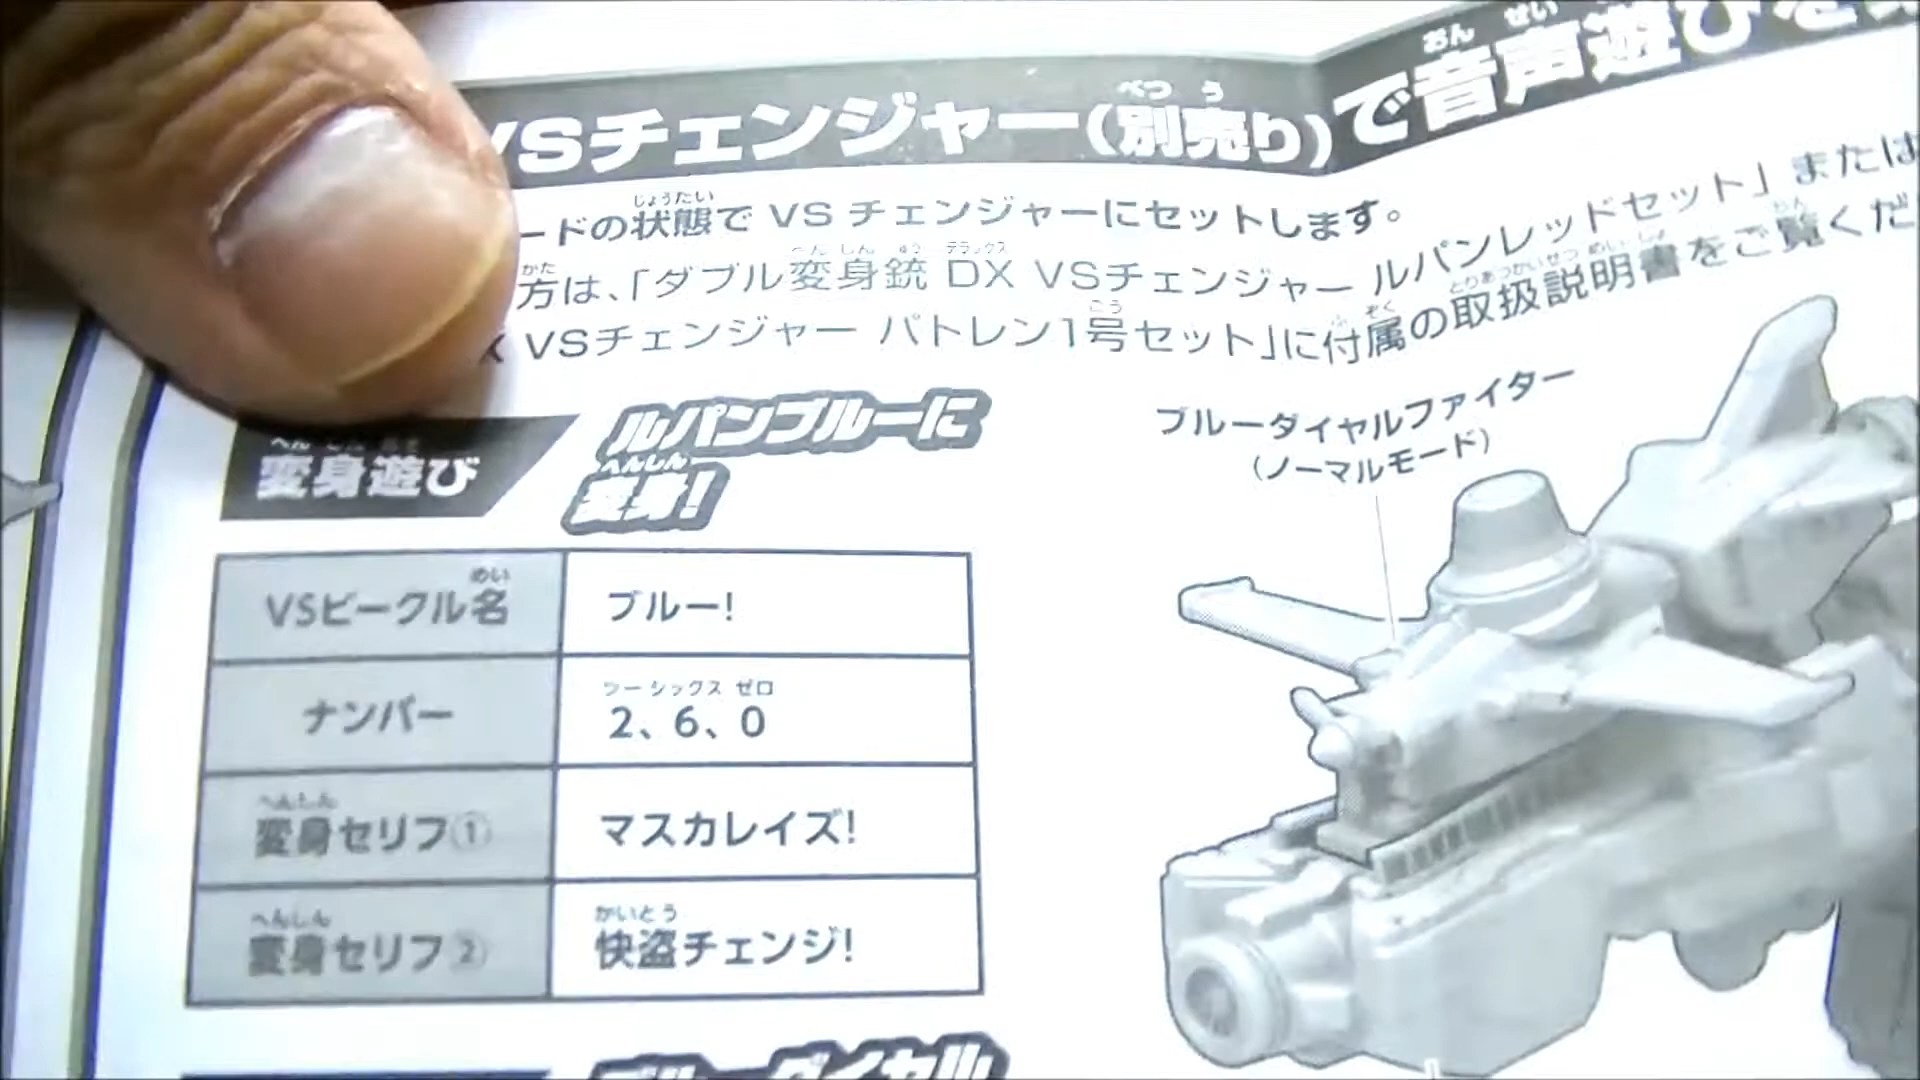 VSチェンジャー(別売り)で音声遊びを
ードの状態で VS チェンジャーにセットします。
方は、「ダブル変身銃 DX VSチェンジャー ルパンレッドセット」または
X VSチェンジャー パトレン1号セット」に付属の取扱説明書をご覧くだ
変身遊び
ルパンブルーに
変身!
ブルーダイヤルファイター
(ノーマルモード)
VSビークル名 ブルー!
ナンバー 2、6、0
変身セリフ① マスカレイズ!
変身セリフ② 快盗チェンジ!
ブルーダイヤル